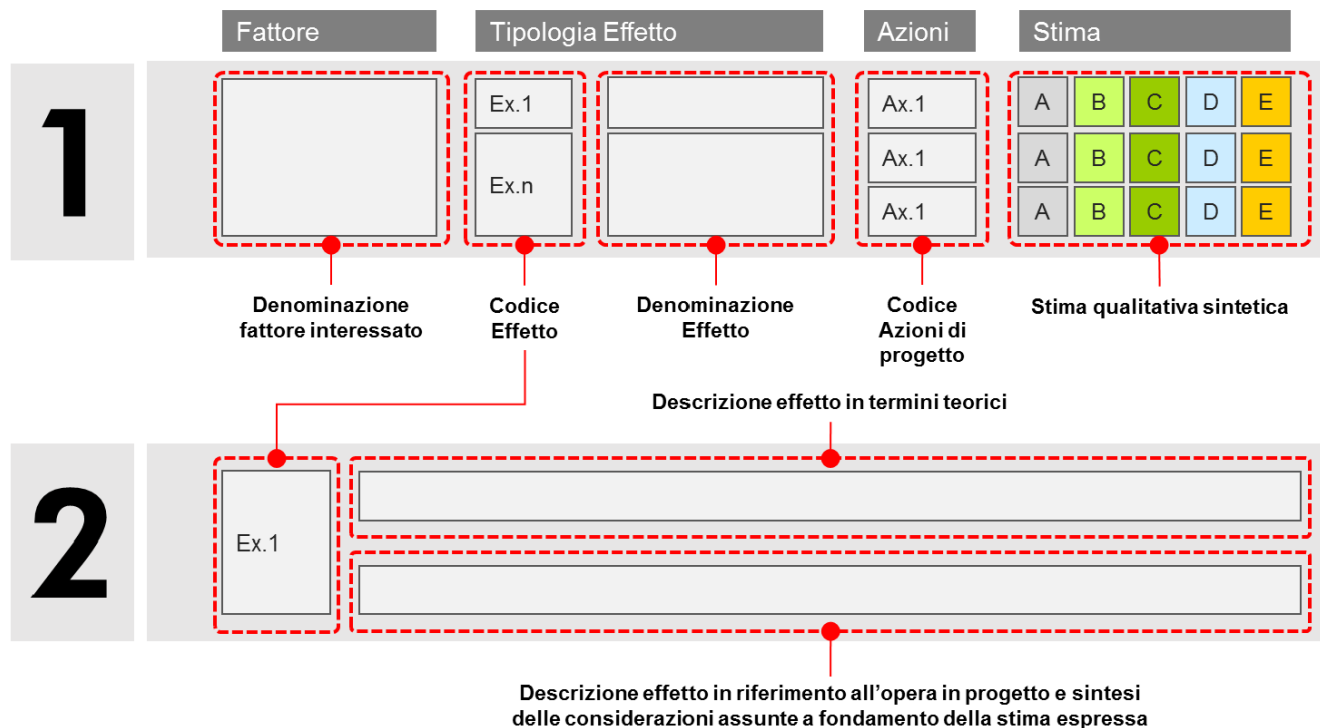 Fattore
Tipologia Effetto
Azioni
Stima
1
Ex.1
Ex.n
Ax.1
Ax.1
Ax.1
A B C D E
A B C D E
A B C D E
Denominazione
fattore interessato
Codice
Effetto
Denominazione
Effetto
Codice
Azioni di
progetto
Stima qualitativa sintetica
Descrizione effetto in termini teorici
2
Ex.1
Descrizione effetto in riferimento all'opera in progetto e sintesi
delle considerazioni assunte a fondamento della stima espressa